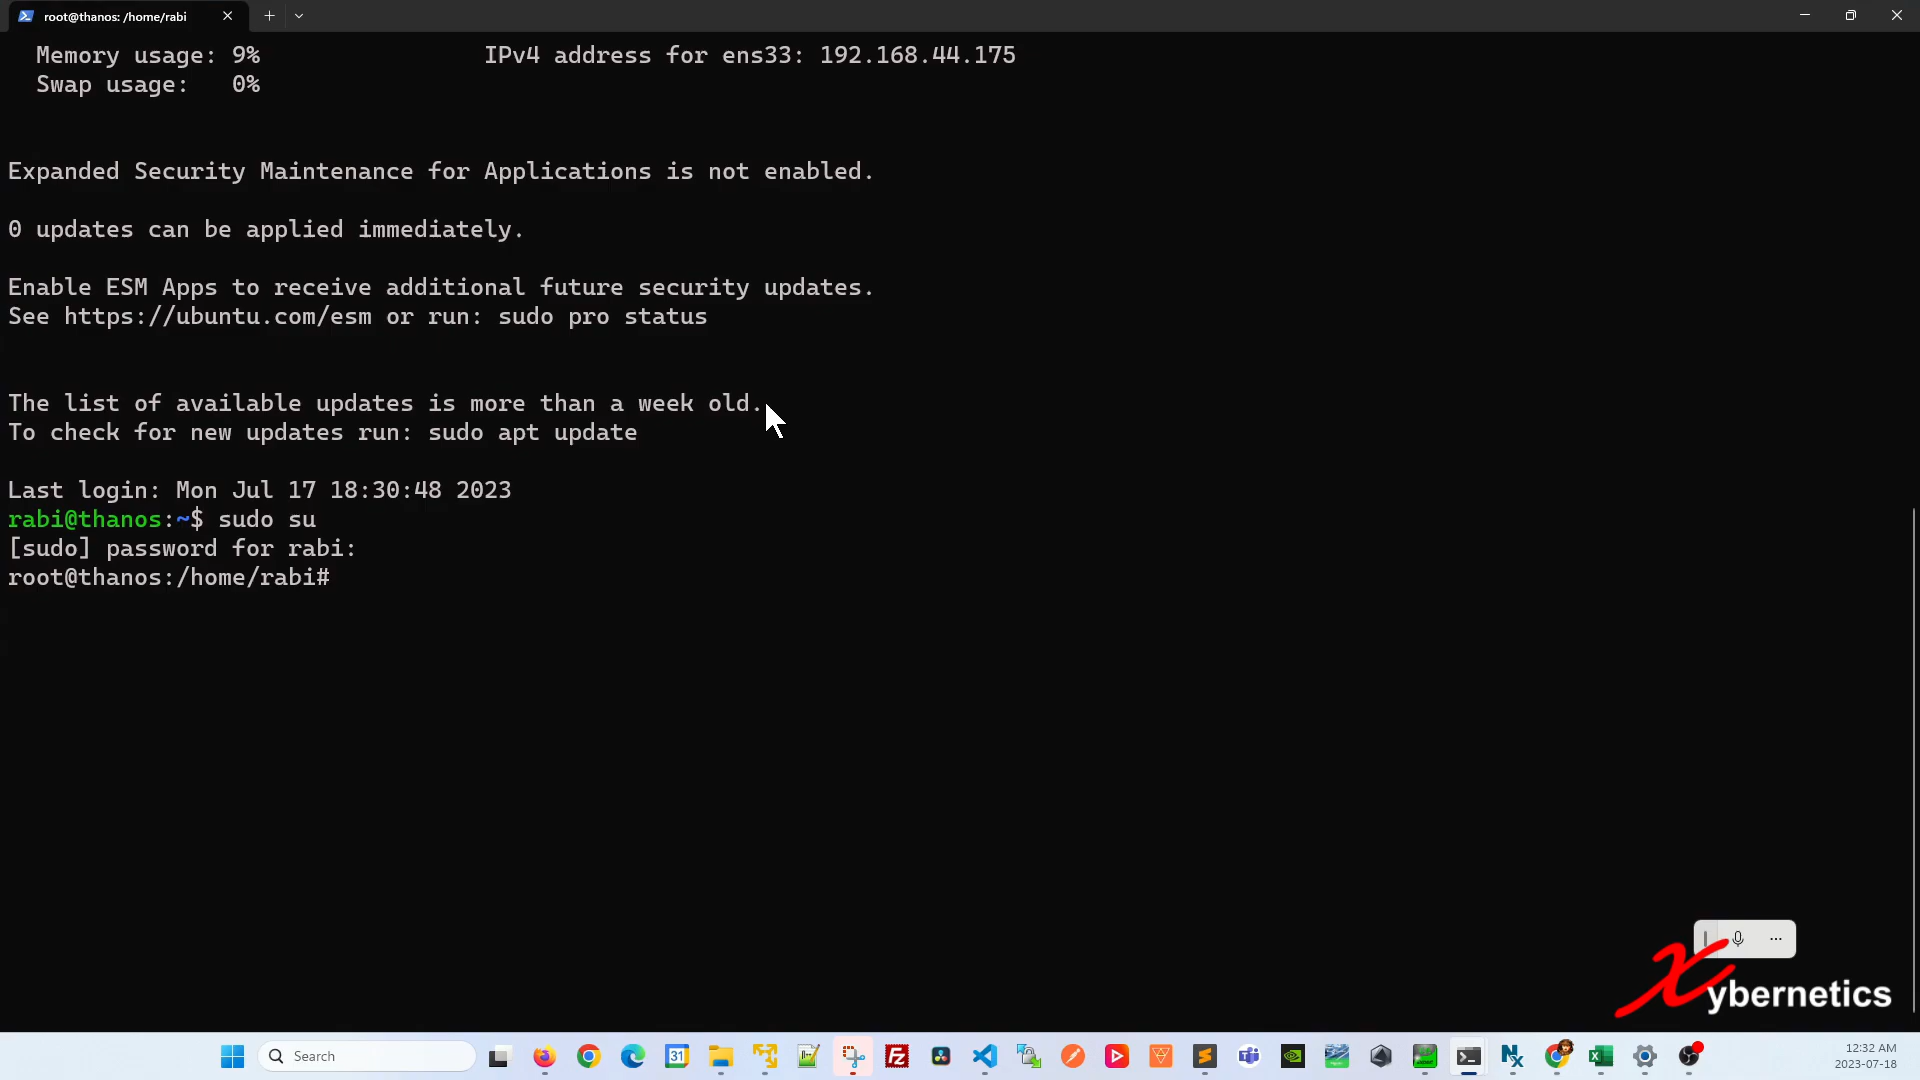 root@thanos: /home/rabi
Memory usage: 9% IPv4 address for ens33: 192.168.44.175
Swap usage: 0%
Expanded Security Maintenance for Applications is not enabled.
0 updates can be applied immediately.
Enable ESM Apps to receive additional future security updates.
See https://ubuntu.com/esm or run: sudo pro status
The list of available updates is more than a week old.
To check for new updates run: sudo apt update
Last login: Mon Jul 17 18:30:48 2023
rabi@thanos:~$ sudo su
[sudo] password for rabi:
root@thanos:/home/rabi#
Xybernetics
Search
31
12:32 AM
2023-07-18